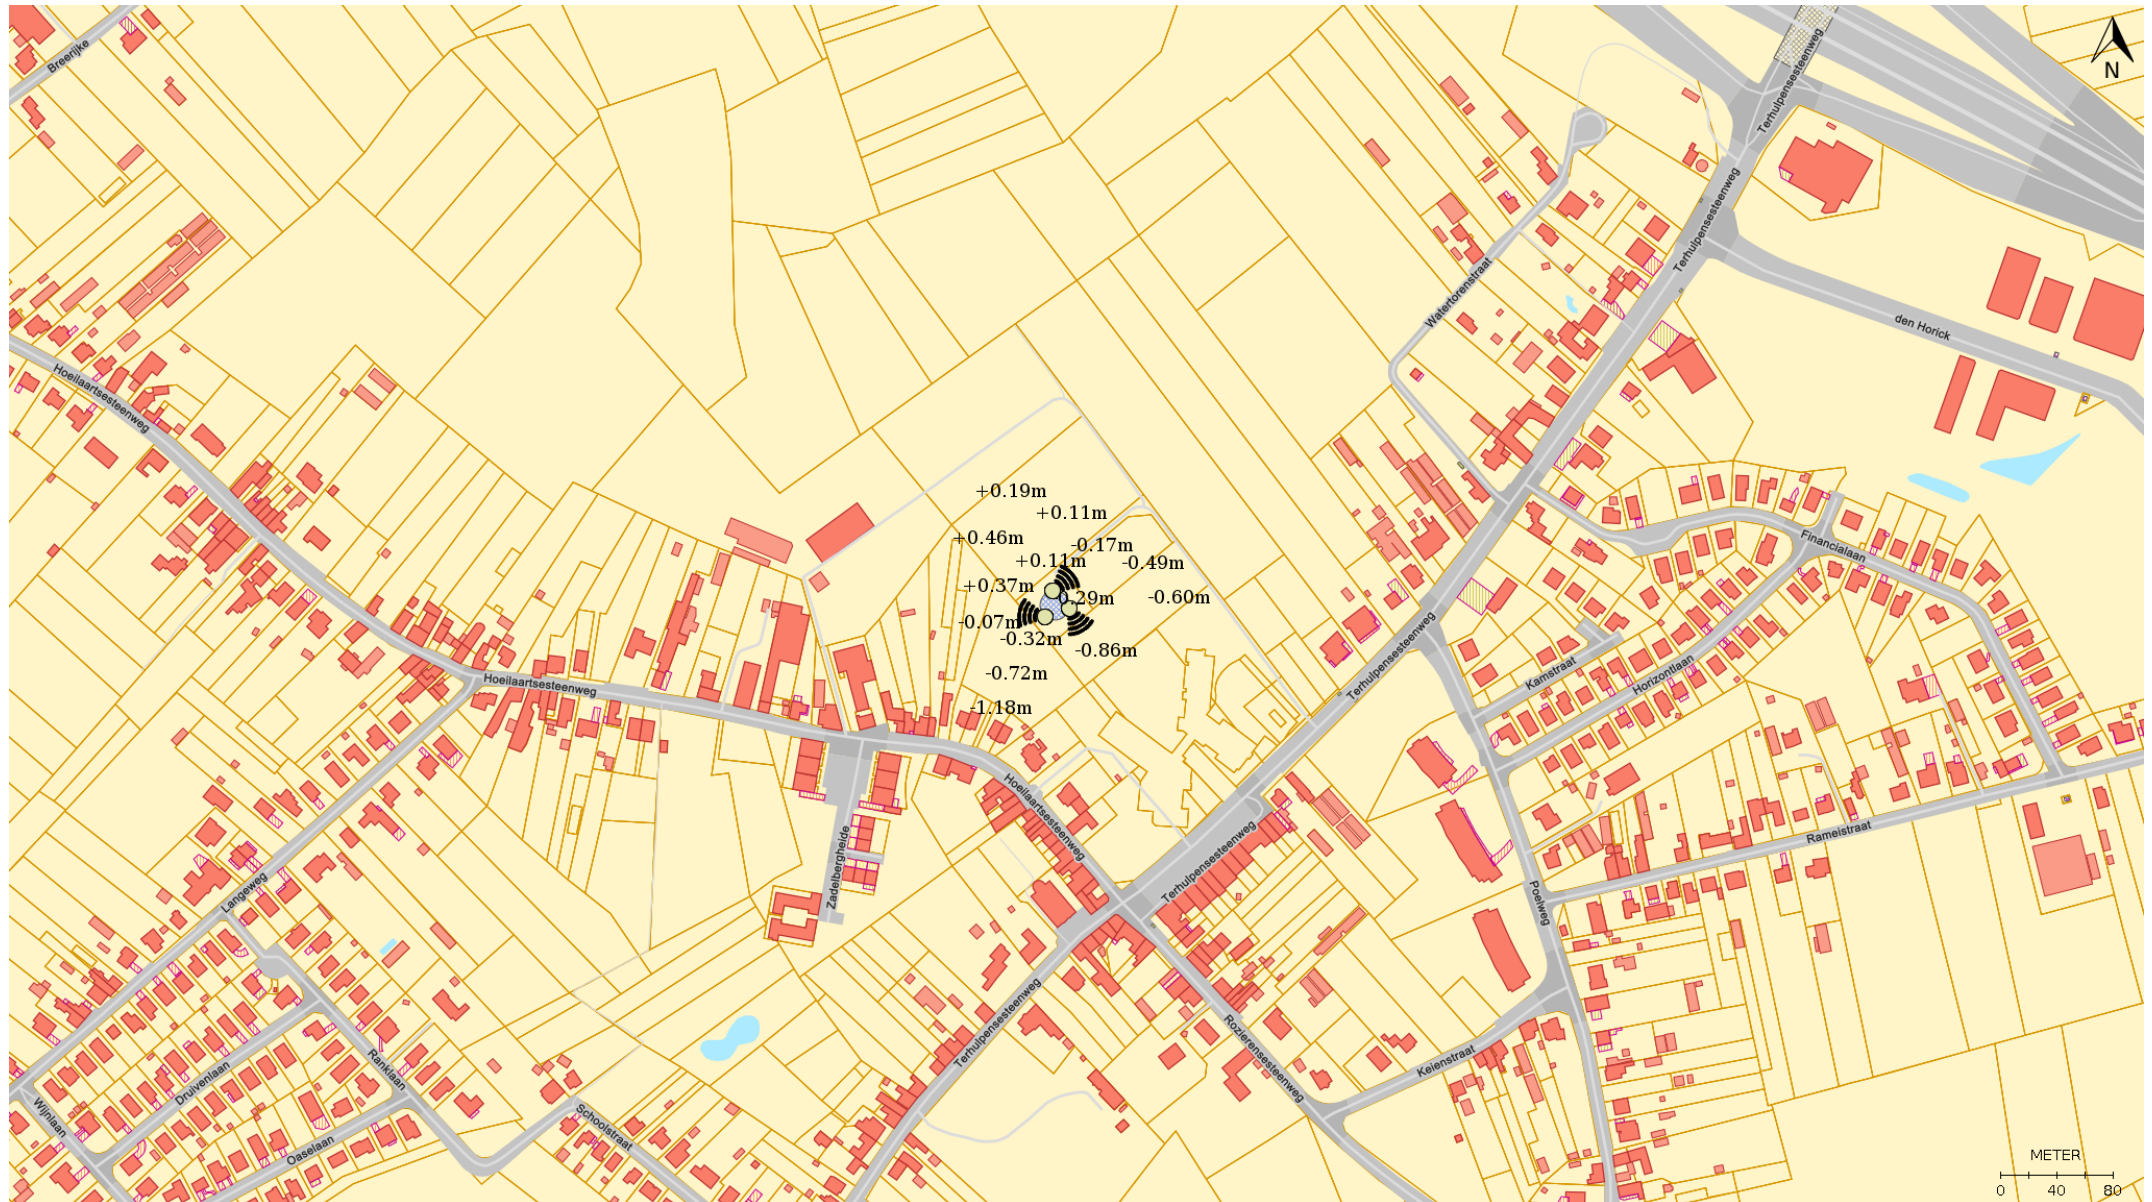 Breerijke
Terhulpensesteenweg
N
Terhulpensesteenweg
Watertorenstraat
den Horick
Hoeilaartsesteenweg
+0.19m
+0.11m
+0.46m
-0.17m
+0.11m
-0.49m
+0.37m
0.29m
-0.60m
-0.07m
-0.32m
-0.86m
-0.72m
-1.18m
Financialaan
Terhulpensesteenweg
Kamstraat
Horizontlaan
Hoeilaartsesteenweg
Hoeilaartsesteenweg
Terhulpensesteenweg
Rameistraat
Zadelbergheide
Langeweg
Poelweg
Terhulpensesteenweg
Rozierensesteenweg
Keienstraat
Ranklaan
Druivenlaan
Wijnlaan
Oaselaan
Schoolstraat
METER
0 40 80